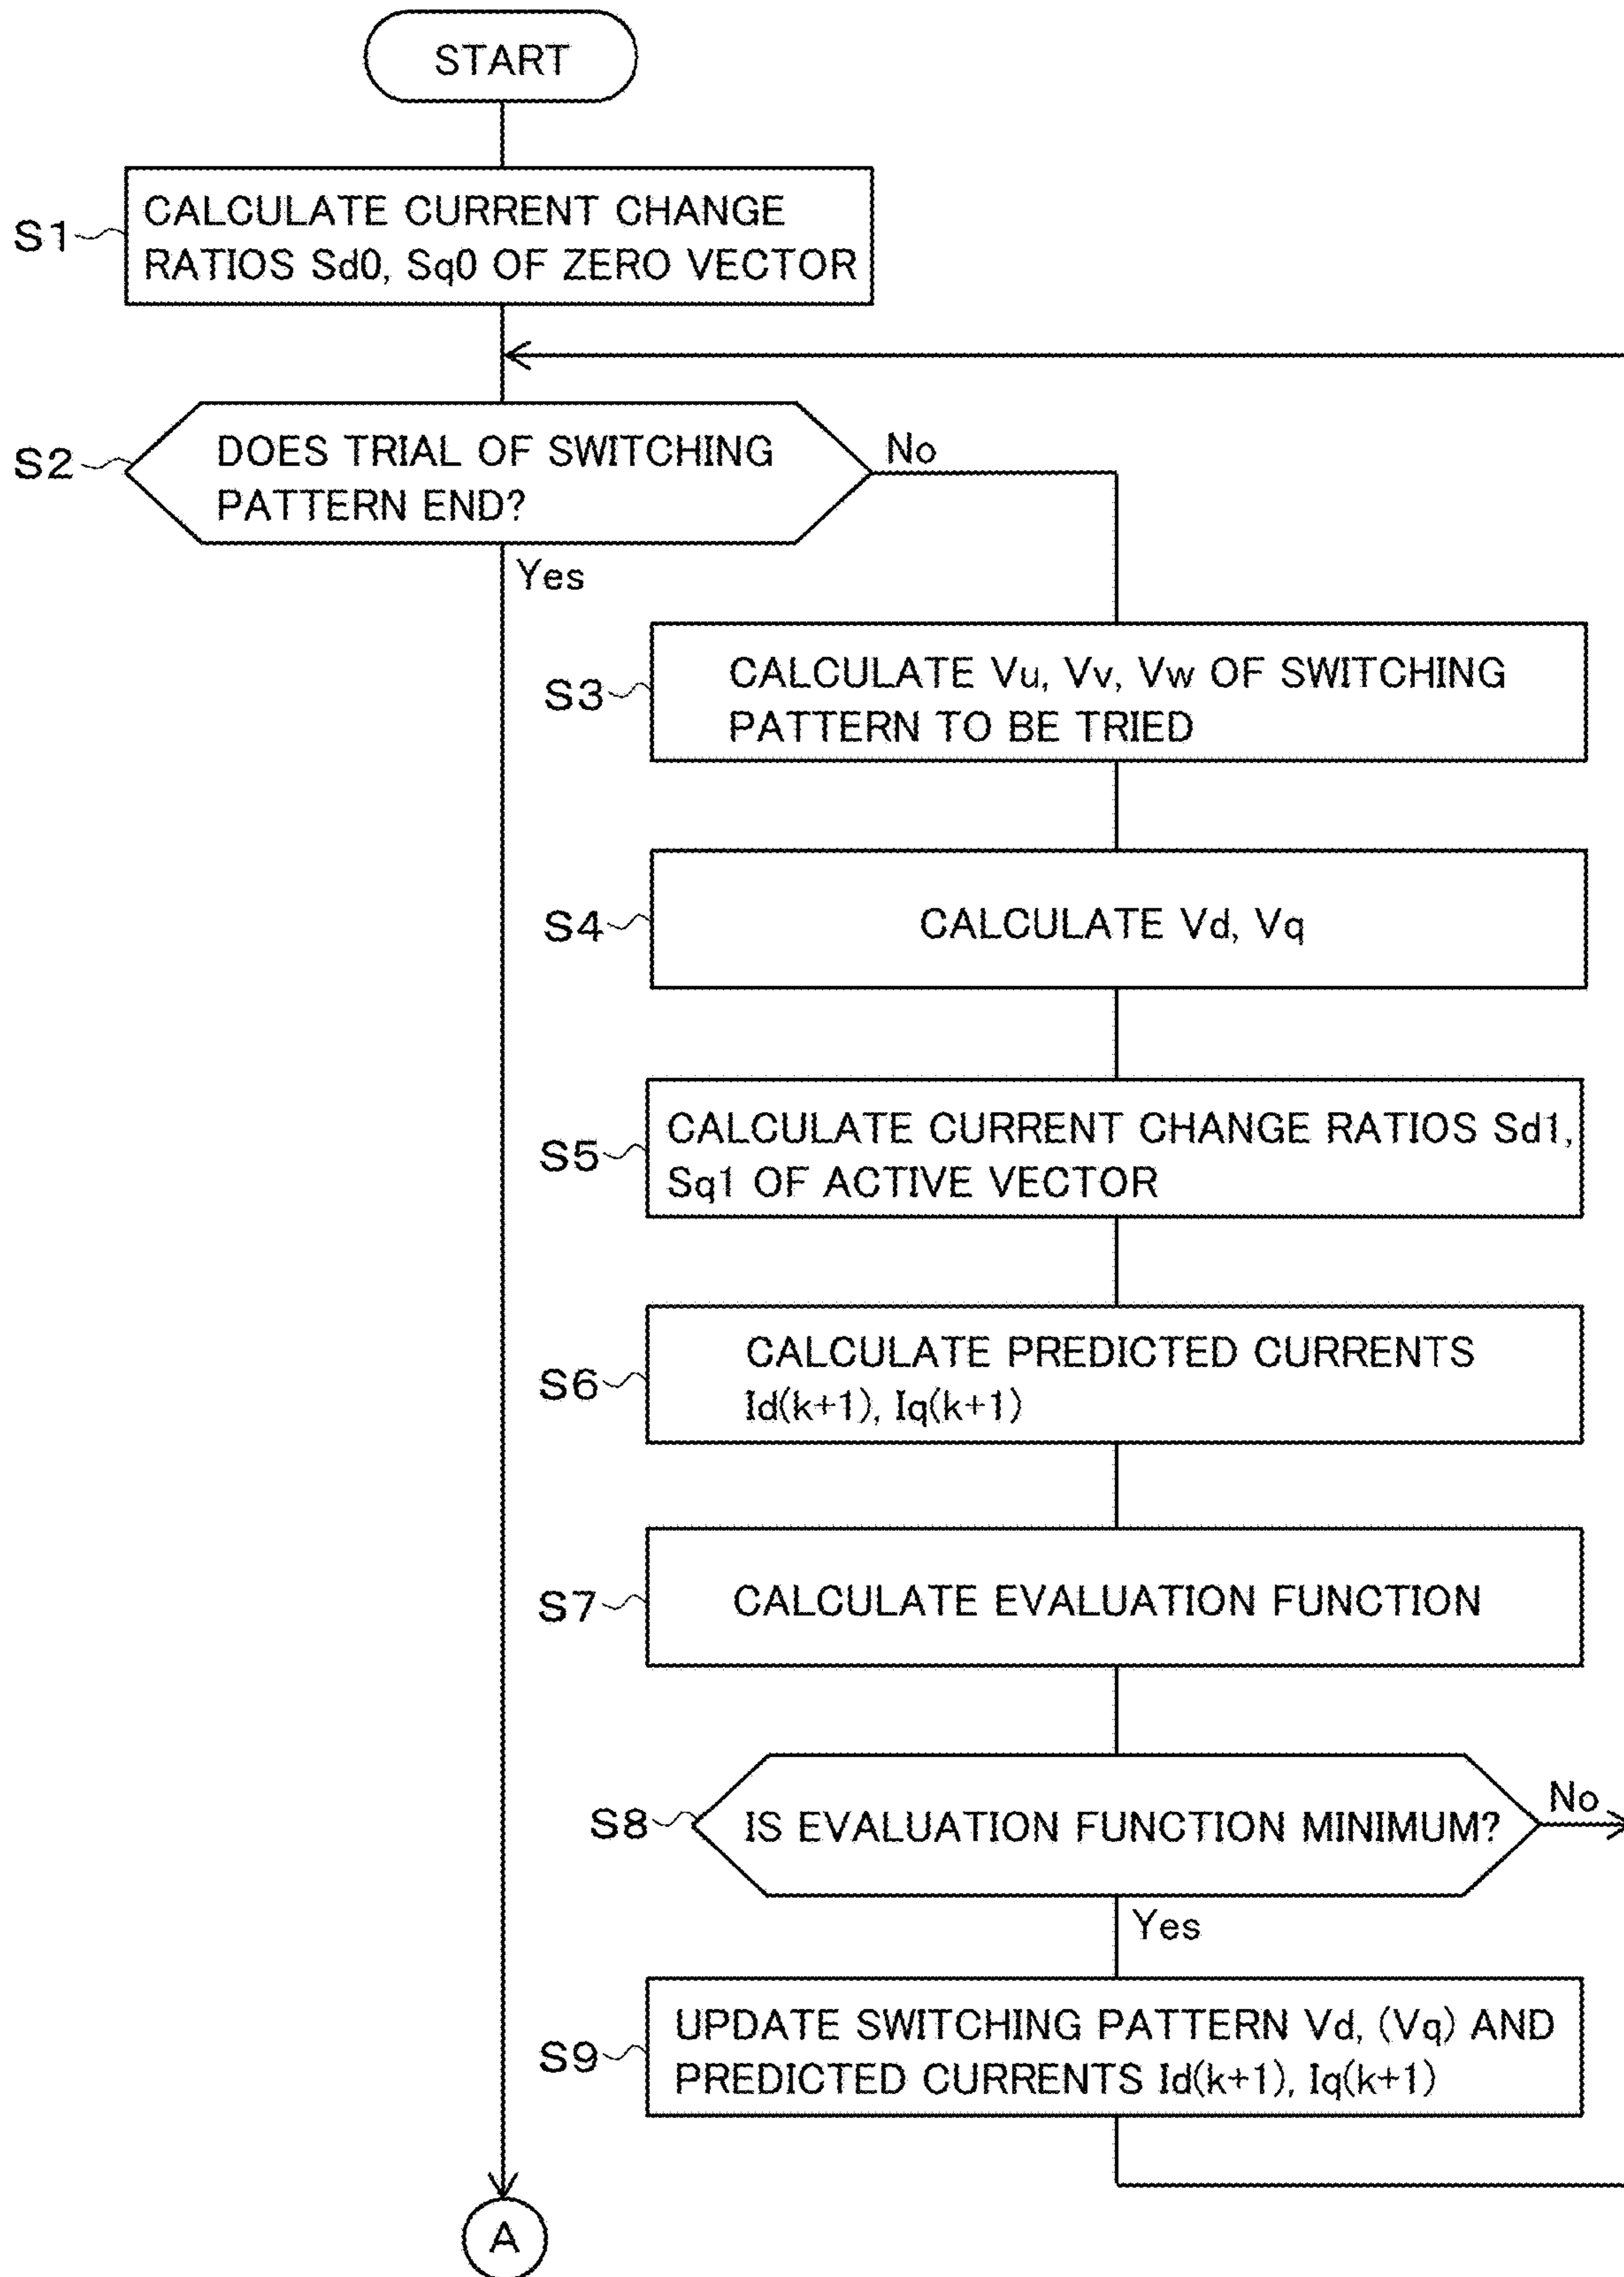 START
S1
CALCULATE CURRENT CHANGE
RATIOS Sd0, Sq0 OF ZERO VECTOR
S2
DOES TRIAL OF SWITCHING
PATTERN END?
No
Yes
S3
CALCULATE Vu, Vv, Vw OF SWITCHING
PATTERN TO BE TRIED
S4
CALCULATE Vd, Vq
S5
CALCULATE CURRENT CHANGE RATIOS Sd1,
Sq1 OF ACTIVE VECTOR
S6
CALCULATE PREDICTED CURRENTS
Id(k+1), Iq(k+1)
S7
CALCULATE EVALUATION FUNCTION
S8
IS EVALUATION FUNCTION MINIMUM?
No
Yes
S9
UPDATE SWITCHING PATTERN Vd, (Vq) AND
PREDICTED CURRENTS Id(k+1), Iq(k+1)
A